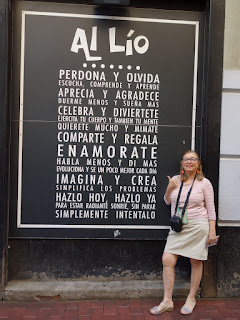 AL LÍO
PERDONA Y OLVIDA
ESCUCHA, COMPRENDE Y APRENDE
APRECIA Y AGRADECE
DUERME MENOS Y SUEÑA MAS
CELEBRA Y DIVIERTETE
EJERCITA TU CUERPO Y TAMBIEN TU MENTE
QUIERETE MUCHO Y MIMATE
COMPARTE Y REGALA
ENAMORATE
HABLA MENOS Y DI MAS
EVOLUCIONA Y SE UN POCO MEJOR CADA DIA
IMAGINA Y CREA
SIMPLIFICA LOS PROBLEMAS
HAZLO HOY, HAZLO YA
PARA ESTAR RADIANTE SONRIE, SIN PARAR
SIMPLEMENTE INTENTALO